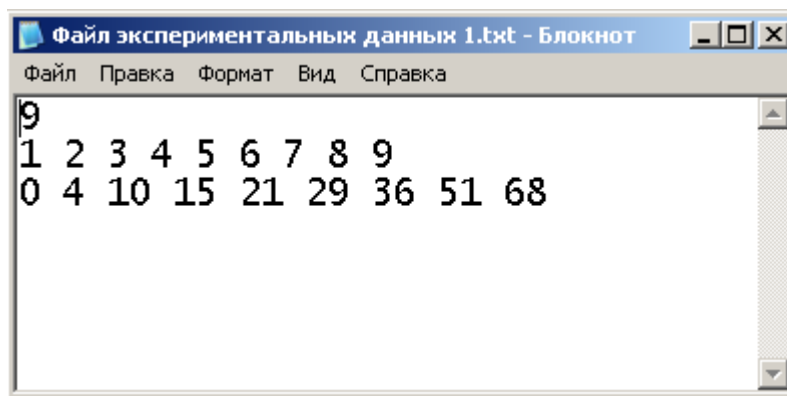 Файл экспериментальных данных 1.txt - Блокнот
Файл Правка Формат Вид Справка
9
1 2 3 4 5 6 7 8 9
0 4 10 15 21 29 36 51 68